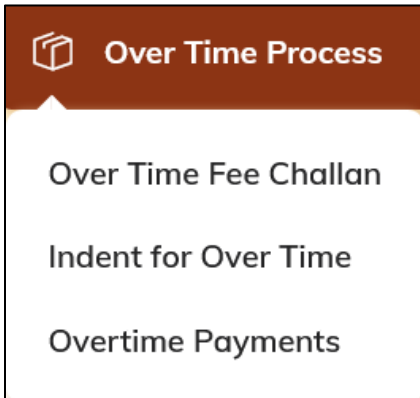 Over Time Process
Over Time Fee Challan
Indent for Over Time
Overtime Payments